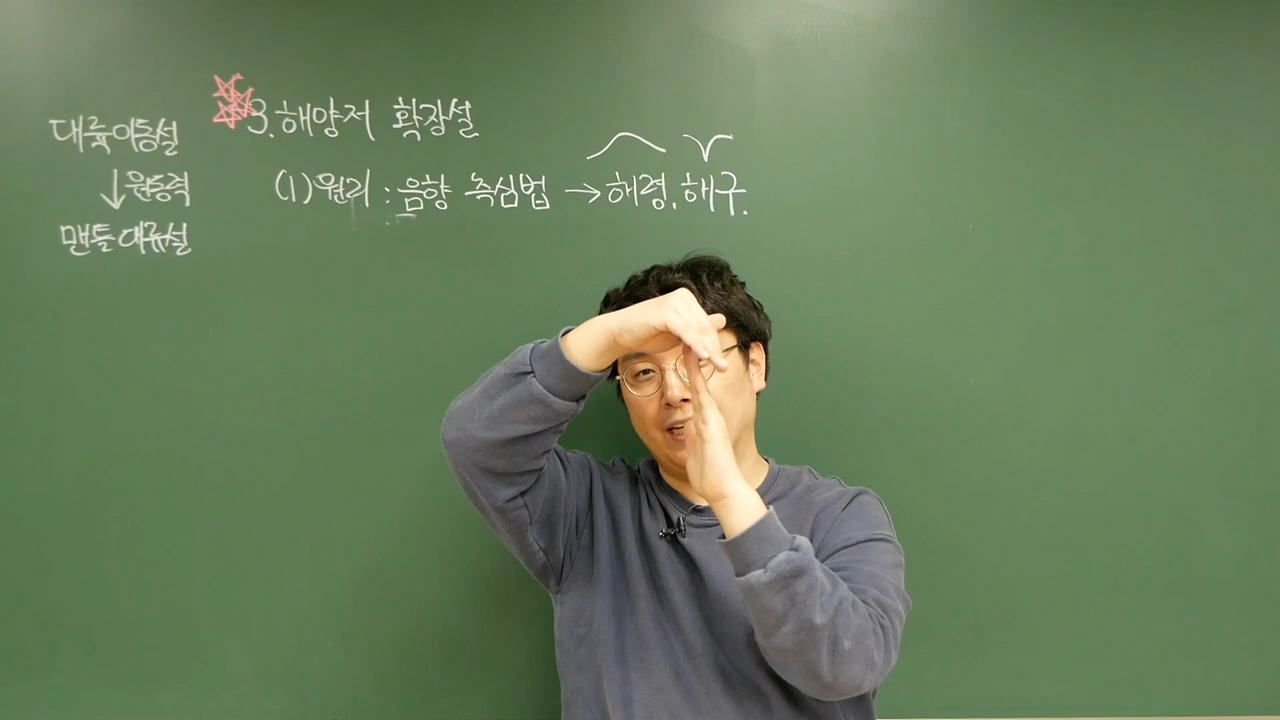 대륙이동설
↓원동력
맨틀대류설
3. 해양저 확장설
(1) 원리 : 음향 측심법 → 해령, 해구.